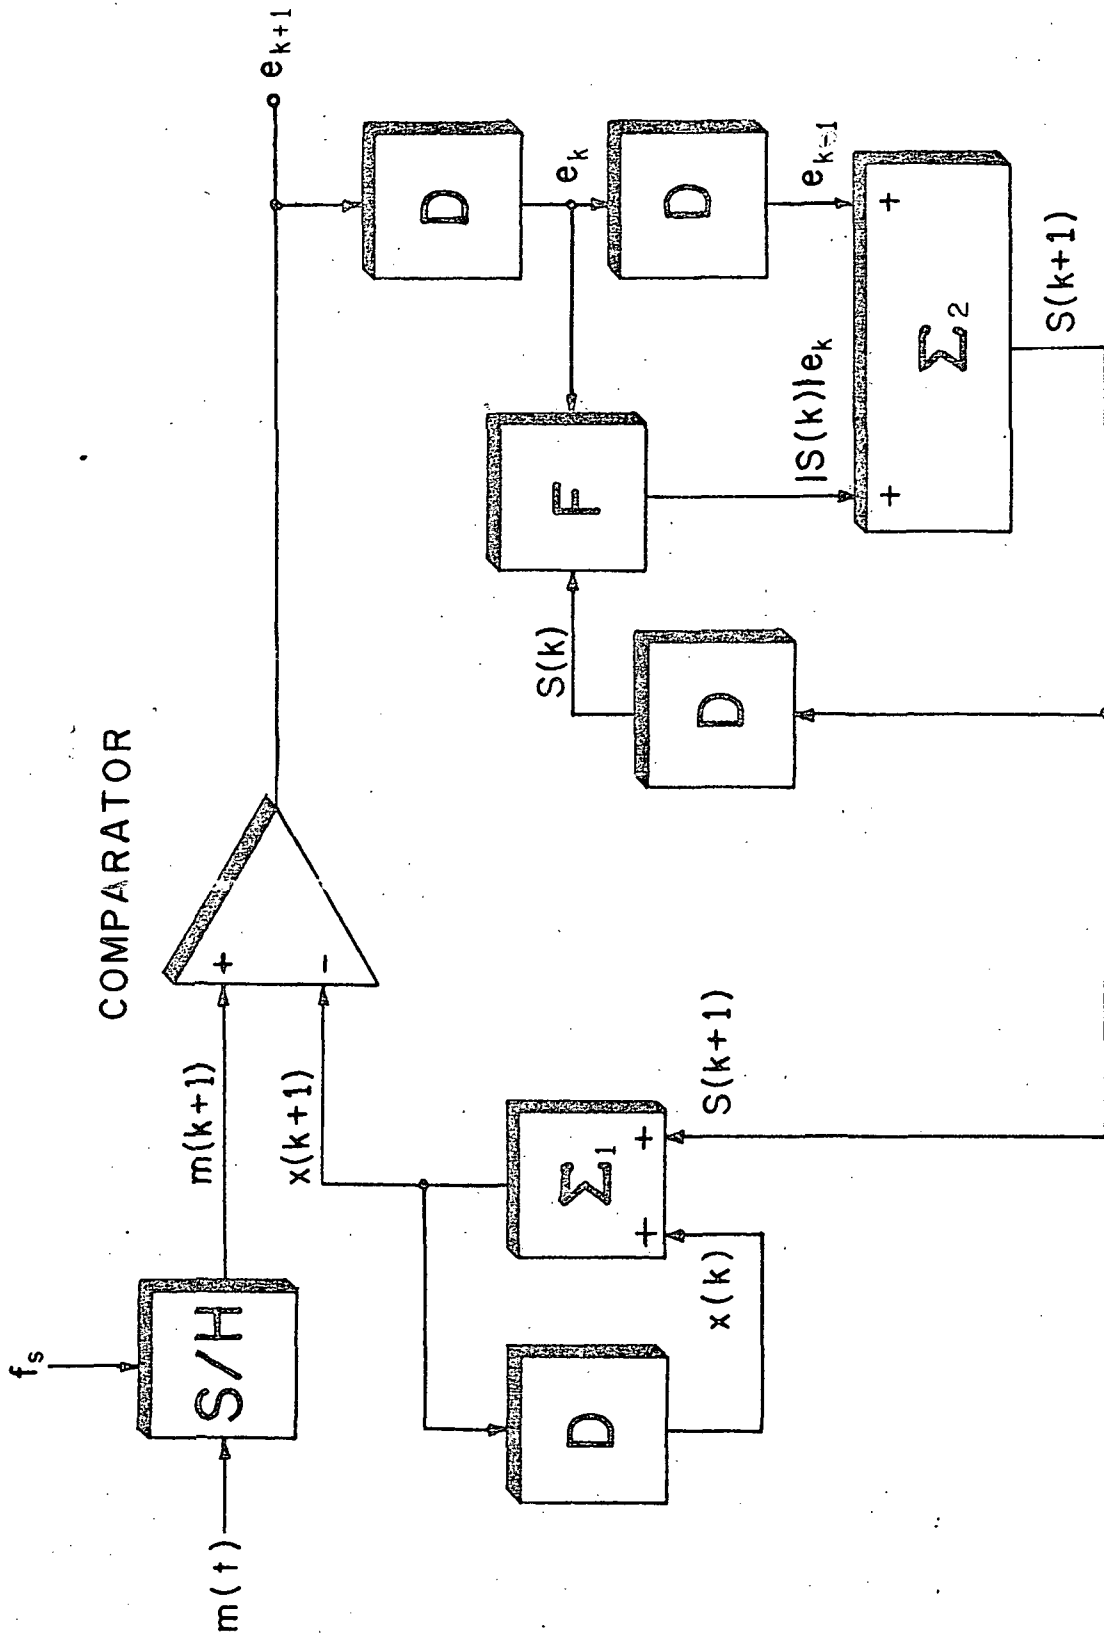 COMPARATOR
f_s
m(t)
S/H
m(k+1)
+
x(k+1)
-
e_{k+1}
D
x(k)
Σ_1
+
+
S(k+1)
D
S(k)
F
D
e_k
D
e_{k-1}
|S(k)|e_k
+
+
Σ_2
S(k+1)